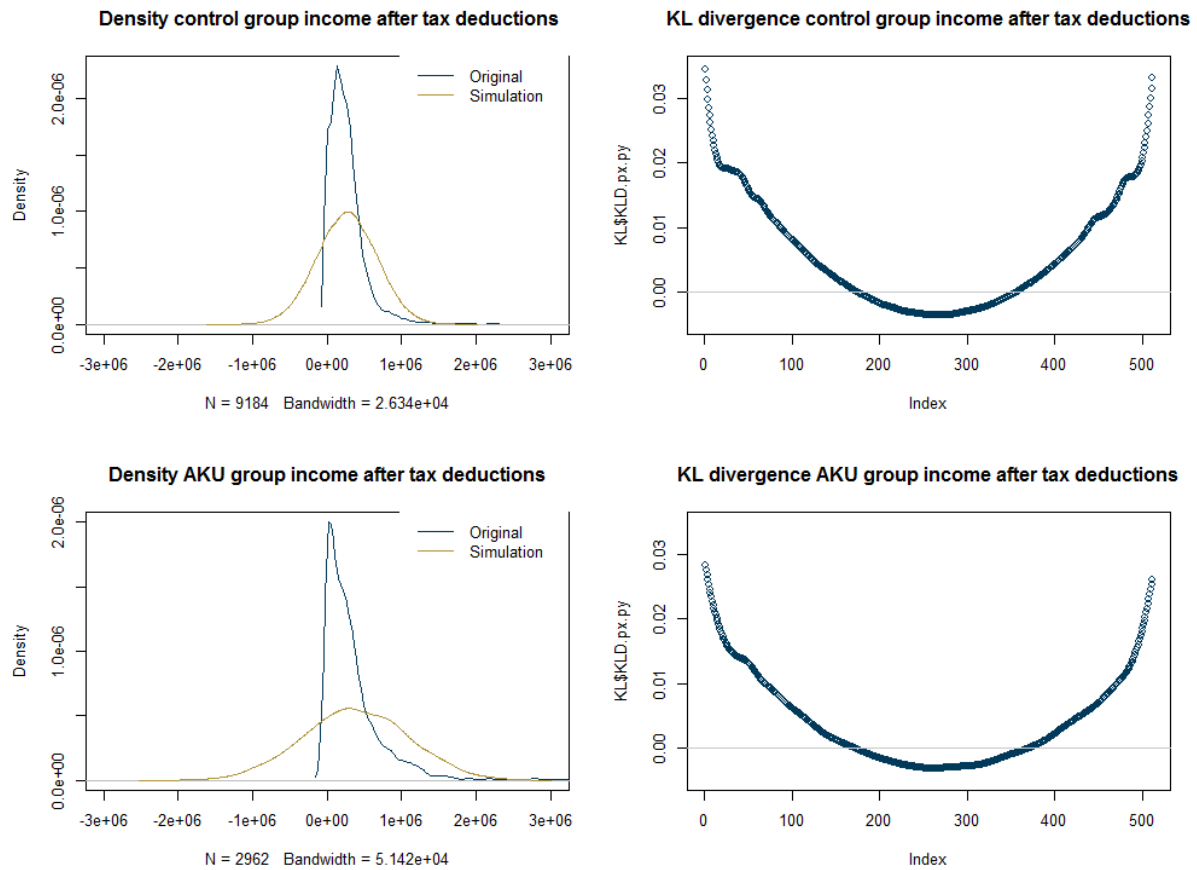 Density control group income after tax deductions
Original
Simulation
Density
0.0e+00 1.0e-06 2.0e-06
-3e+06 -2e+06 -1e+06 0e+00 1e+06 2e+06 3e+06
N = 9184 Bandwidth = 2.634e+04
KL divergence control group income after tax deductions
KL$KLD.px.py
0.00 0.01 0.02 0.03
0 100 200 300 400 500
Index
Density AKU group income after tax deductions
Original
Simulation
Density
0.0e+00 1.0e-06 2.0e-06
-3e+06 -2e+06 -1e+06 0e+00 1e+06 2e+06 3e+06
N = 2962 Bandwidth = 5.142e+04
KL divergence AKU group income after tax deductions
KL$KLD.px.py
0.00 0.01 0.02 0.03
0 100 200 300 400 500
Index